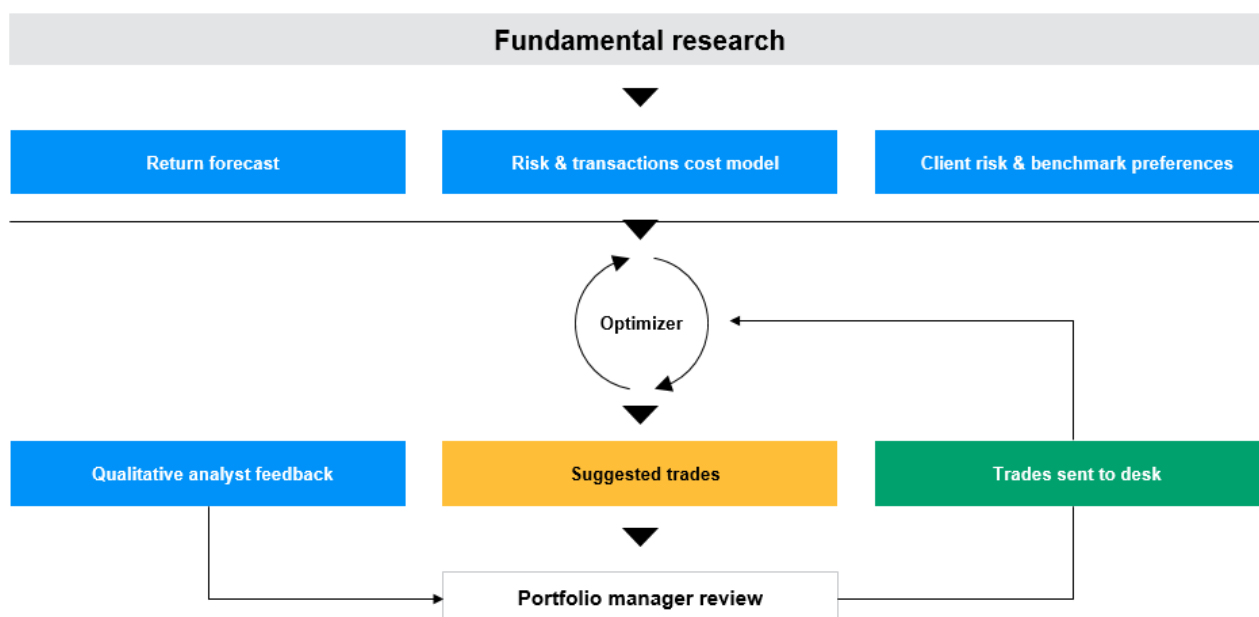 Fundamental research
Return forecast
Risk & transactions cost model
Client risk & benchmark preferences
Optimizer
Qualitative analyst feedback
Suggested trades
Trades sent to desk
Portfolio manager review